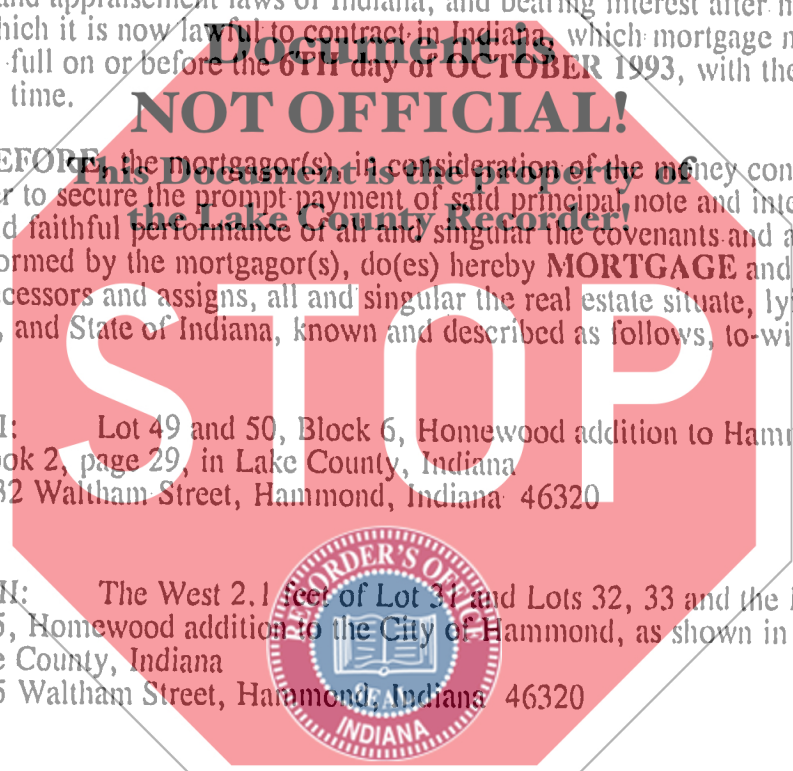 and appraisement laws of Indiana, and bearing interest after
which it is now lawful to contract in Indiana, which mortgage
Document is
full on or before the 6TH day of OCTOBER 1993, with the
time.
NOT OFFICIAL!
EFORE, the mortgagor(s), in consideration of the money con
This Document is the property of
er to secure the prompt payment of said principal note and inte
the Lake County Recorder!
d faithful performance of all and singular the covenants and a
ormed by the mortgagor(s), do(es) hereby MORTGAGE and
ccessors and assigns, all and singular the real estate situate, lyi
, and State of Indiana, known and described as follows, to-wi
STOP
I: Lot 49 and 50, Block 6, Homewood addition to Hamm
ok 2, page 29, in Lake County, Indiana
32 Waltham Street, Hammond, Indiana 46320
RECORDER'S OFFICE
II: The West 2.1 feet of Lot 31 and Lots 32, 33 and the
5, Homewood addition to the City of Hammond, as shown in
e County, Indiana
5 Waltham Street, Hammond, Indiana 46320
SEAL
INDIANA